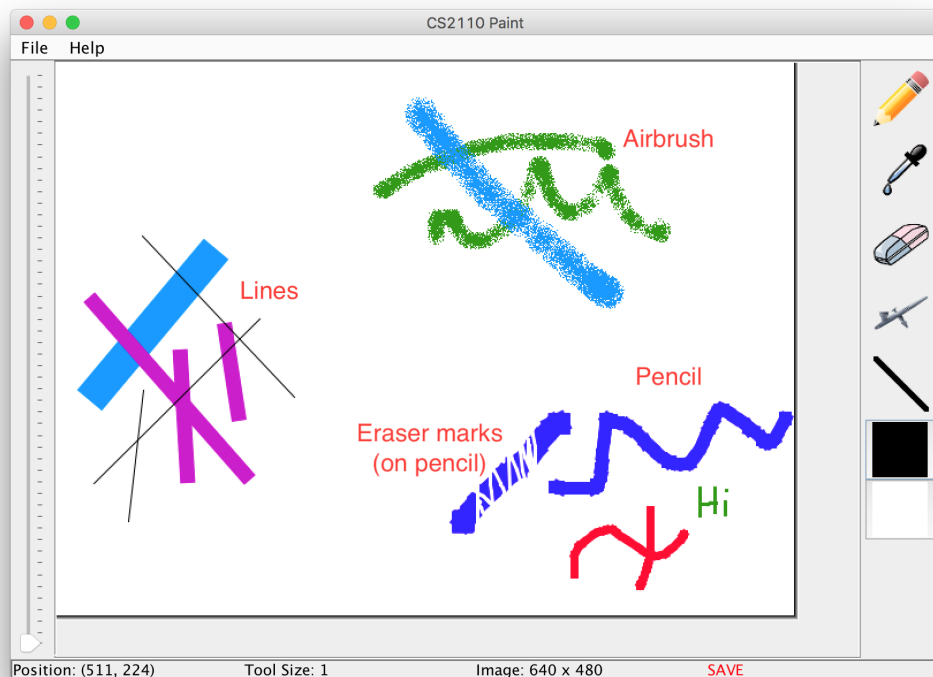 CS2110 Paint
File Help
Airbrush
Lines
Pencil
Eraser marks
(on pencil)
Hi
Position: (511, 224) Tool Size: 1 Image: 640 x 480 SAVE